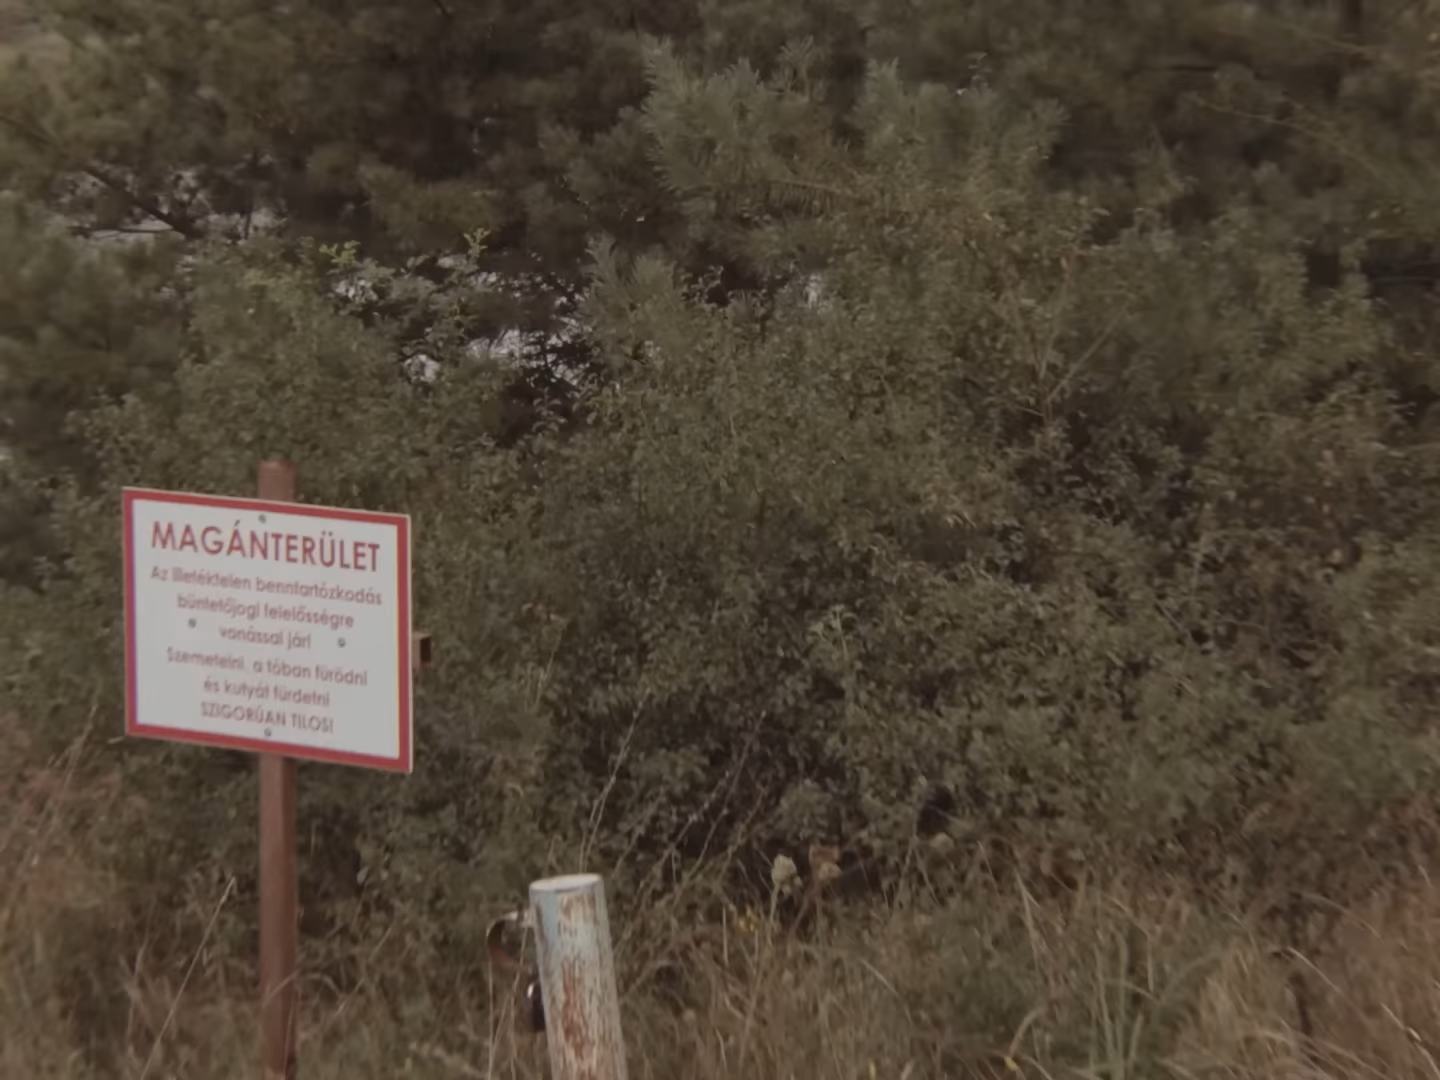 MAGÁNTERÜLET
Az illetéktelen benntartózkodás
büntetőjogi felelősségre
vonással jár!
Szemetelni, a tóban fürödni
és kutyát fürdetni
SZIGORÚAN TILOS!